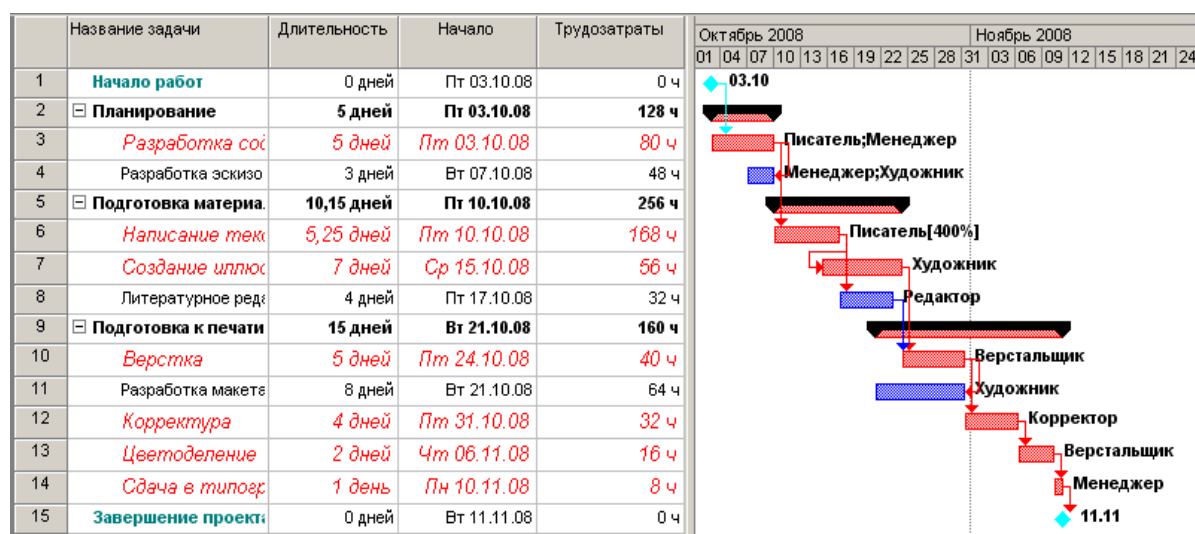 Название задачи Длительность Начало Трудозатраты Октябрь 2008 Ноябрь 2008
01 04 07 10 13 16 19 22 25 28 31 03 06 09 12 15 18 21 24
1 Начало работ 0 дней Пт 03.10.08 0 ч 03.10
2 Планирование 5 дней Пт 03.10.08 128 ч
3 Разработка сод 5 дней Пт 03.10.08 80 ч Писатель;Менеджер
4 Разработка эскизо 3 дней Вт 07.10.08 48 ч Менеджер;Художник
5 Подготовка материа. 10,15 дней Пт 10.10.08 256 ч
6 Написание текс 5,25 дней Пт 10.10.08 168 ч Писатель[400%]
7 Создание иллюс 7 дней Ср 15.10.08 56 ч Художник
8 Литературное реда 4 дней Пт 17.10.08 32 ч Редактор
9 Подготовка к печати 15 дней Вт 21.10.08 160 ч
10 Верстка 5 дней Пт 24.10.08 40 ч Верстальщик
11 Разработка макета 8 дней Вт 21.10.08 64 ч Художник
12 Корректура 4 дней Пт 31.10.08 32 ч Корректор
13 Цветоделение 2 дней Чт 06.11.08 16 ч Верстальщик
14 Сдача в типогр 1 день Пн 10.11.08 8 ч Менеджер
15 Завершение проекта 0 дней Вт 11.11.08 0 ч 11.11